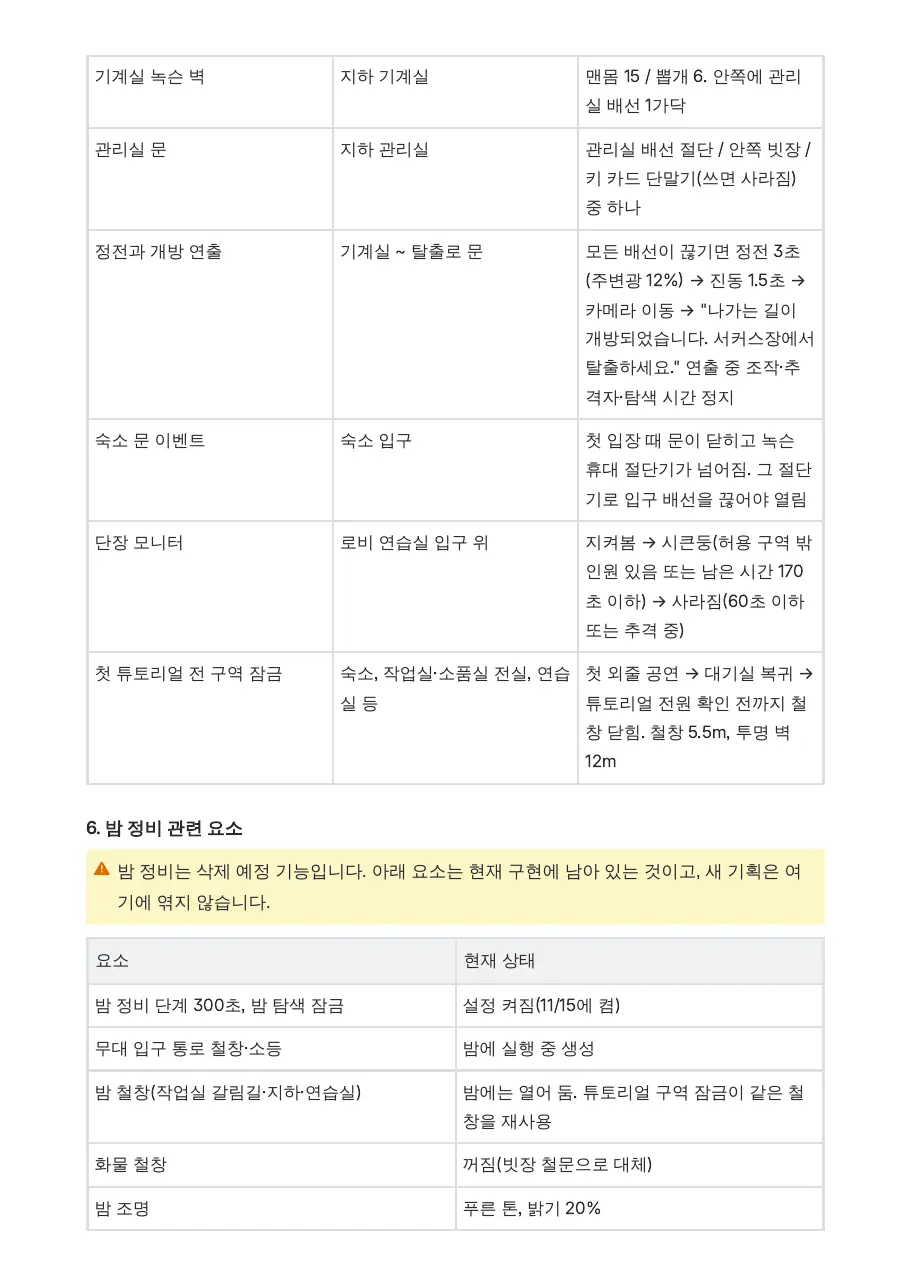 기계실 녹슨 벽
지하 기계실
맨몸 15 / 뽑개 6. 안쪽에 관리
실 배선 1가닥
관리실 문
지하 관리실
관리실 배선 절단 / 안쪽 빗장 /
키 카드 단말기(쓰면 사라짐)
중 하나
정전과 개방 연출
기계실 ~ 탈출로 문
모든 배선이 끊기면 정전 3초
(주변광 12%) → 진동 1.5초 →
카메라 이동 → "나가는 길이
개방되었습니다. 서커스장에서
탈출하세요." 연출 중 조작·추
격자·탐색 시간 정지
숙소 문 이벤트
숙소 입구
첫 입장 때 문이 닫히고 녹슨
휴대 절단기가 넘어짐. 그 절단
기로 입구 배선을 끊어야 열림
단장 모니터
로비 연습실 입구 위
지켜봄 → 시큰둥(허용 구역 밖
인원 있음 또는 남은 시간 170
초 이하) → 사라짐(60초 이하
또는 추격 중)
첫 튜토리얼 전 구역 잠금
숙소, 작업실·소품실 전실, 연습
실 등
첫 외줄 공연 → 대기실 복귀 →
튜토리얼 전원 확인 전까지 철
창 닫힘. 철창 5.5m, 투명 벽
12m
6. 밤 정비 관련 요소
밤 정비는 삭제 예정 기능입니다. 아래 요소는 현재 구현에 남아 있는 것이고, 새 기획은 여
기에 엮지 않습니다.
요소
현재 상태
밤 정비 단계 300초, 밤 탐색 잠금
설정 켜짐(11/15에 켬)
무대 입구 통로 철창·소등
밤에 실행 중 생성
밤 철창(작업실 갈림길·지하·연습실)
밤에는 열어 둠. 튜토리얼 구역 잠금이 같은 철
창을 재사용
화물 철창
꺼짐(빗장 철문으로 대체)
밤 조명
푸른 톤, 밝기 20%